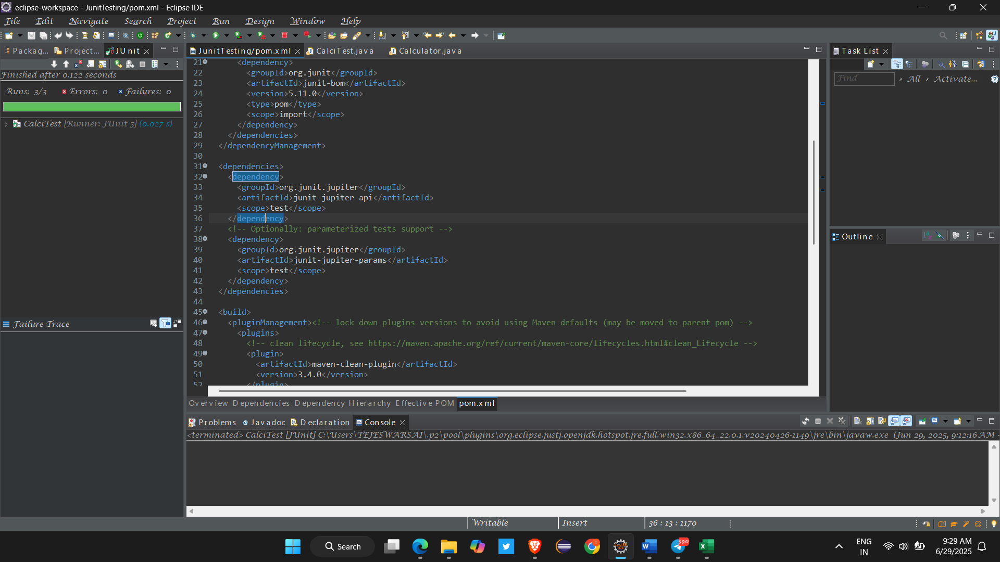 eclipse-workspace - JunitTesting/pom.xml - Eclipse IDE
File Edit Navigate Search Project Run Design Window Help
Packag... Project... JUnit
Finished after 0.122 seconds
Runs: 3/3 Errors: 0 Failures: 0
CalciTest [Runner: JUnit 5] (0.027 s)
Failure Trace
JunitTesting/pom.xml CalciTest.java Calculator.java
21 <dependency>
22 <groupId>org.junit</groupId>
23 <artifactId>junit-bom</artifactId>
24 <version>5.11.0</version>
25 <type>pom</type>
26 <scope>import</scope>
27 </dependency>
28 </dependencies>
29 </dependencyManagement>
30
31 <dependencies>
32 <dependency>
33 <groupId>org.junit.jupiter</groupId>
34 <artifactId>junit-jupiter-api</artifactId>
35 <scope>test</scope>
36 </dependency>
37 <!-- Optionally: parameterized tests support -->
38 <dependency>
39 <groupId>org.junit.jupiter</groupId>
40 <artifactId>junit-jupiter-params</artifactId>
41 <scope>test</scope>
42 </dependency>
43 </dependencies>
44
45 <build>
46 <pluginManagement><!-- lock down plugins versions to avoid using Maven defaults (may be moved to parent pom) -->
47 <plugins>
48 <!-- clean lifecycle, see https://maven.apache.org/ref/current/maven-core/lifecycles.html#clean_Lifecycle -->
49 <plugin>
50 <artifactId>maven-clean-plugin</artifactId>
51 <version>3.4.0</version>
52 </plugin>
Overview Dependencies Dependency Hierarchy Effective POM pom.xml
Task List
Find All Activate...
Outline
Problems Javadoc Declaration Console
<terminated> CalciTest [JUnit] C:\Users\TEJESWARSAI\.p2\pool\plugins\org.eclipse.justj.openjdk.hotspot.jre.full.win32.x86_64_22.0.1.v20240426-1149\jre\bin\javaw.exe (Jun 29, 2025, 9:12:16 AM -
Writable Insert 36 : 13 : 1170
Search
590
ENG
IN
9:29 AM
6/29/2025